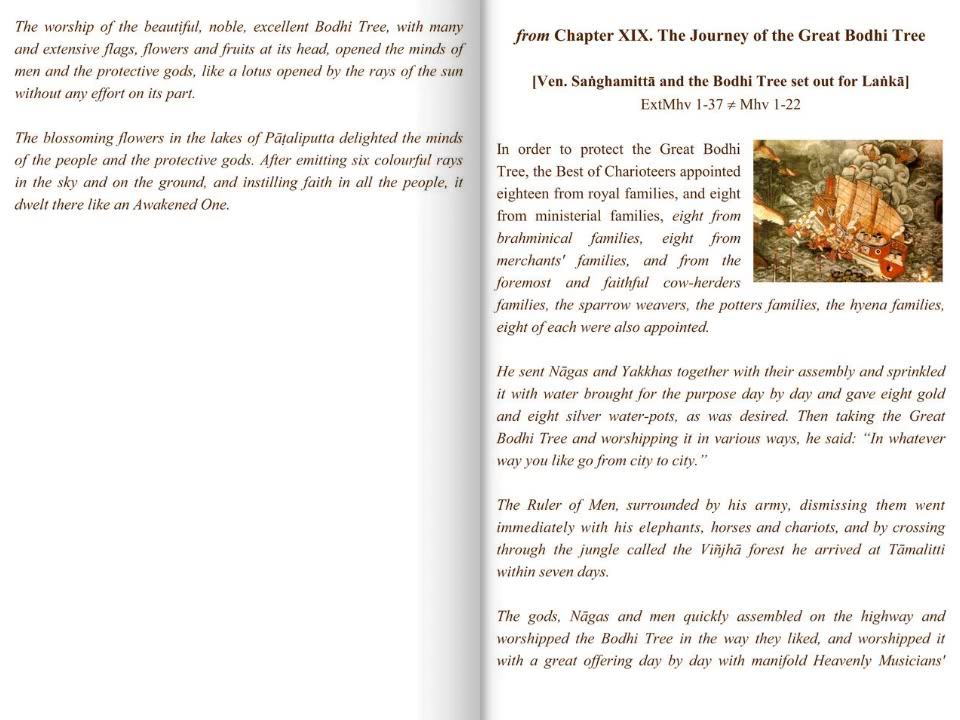 The worship of the beautiful, noble, excellent Bodhi Tree, with many
and extensive flags, flowers and fruits at its head, opened the minds of
men and the protective gods, like a lotus opened by the rays of the sun
without any effort on its part.
The blossoming flowers in the lakes of Pāṭaliputta delighted the minds
of the people and the protective gods. After emitting six colourful rays
in the sky and on the ground, and instilling faith in all the people, it
dwelt there like an Awakened One.
from Chapter XIX. The Journey of the Great Bodhi Tree
[Ven. Saṅghamittā and the Bodhi Tree set out for Laṅkā]
ExtMhv 1-37 ≠ Mhv 1-22
In order to protect the Great Bodhi
Tree, the Best of Charioteers appointed
eighteen from royal families, and eight
from ministerial families, eight from
brahminical families, eight from
merchants' families, and from the
foremost and faithful cow-herders
families, the sparrow weavers, the potters families, the hyena families,
eight of each were also appointed.
He sent Nāgas and Yakkhas together with their assembly and sprinkled
it with water brought for the purpose day by day and gave eight gold
and eight silver water-pots, as was desired. Then taking the Great
Bodhi Tree and worshipping it in various ways, he said: “In whatever
way you like go from city to city.”
The Ruler of Men, surrounded by his army, dismissing them went
immediately with his elephants, horses and chariots, and by crossing
through the jungle called the Viñjhā forest he arrived at Tāmalitti
within seven days.
The gods, Nāgas and men quickly assembled on the highway and
worshipped the Bodhi Tree in the way they liked, and worshipped it
with a great offering day by day with manifold Heavenly Musicians'